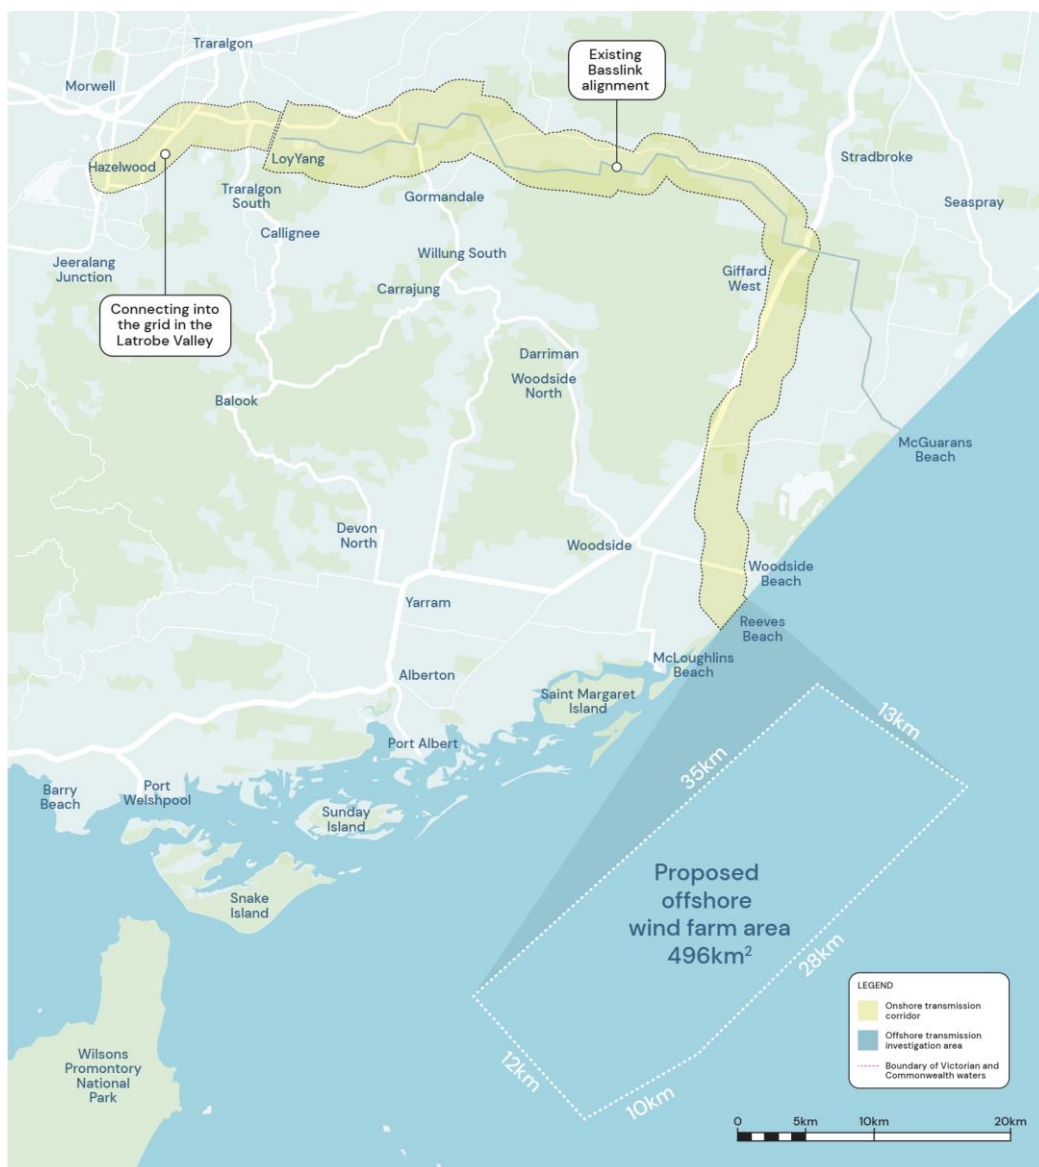 Traralgon
Morwell
Existing
Basslink
alignment
Stradbroke
Hazelwood
LoyYang
Traralgon
South
Gormandale
Seaspray
Callignee
Willung South
Jeeralang
Junction
Giffard
West
Carrajung
Connecting into
the grid in the
Latrobe Valley
Darriman
Woodside
North
Balook
McGuarans
Beach
Devon
North
Woodside
Woodside
Beach
Yarram
Reeves
Beach
McLoughlins
Beach
Alberton
Saint Margaret
Island
13km
35km
Port Albert
Barry
Beach
Port
Welshpool
Sunday
Island
Proposed
offshore
wind farm area
496km²
Snake
Island
28km
LEGEND
Onshore transmission
corridor
Offshore transmission
investigation area
Boundary of Victorian and
Commonwealth waters
Wilsons
Promontory
National
Park
12km
10km
0 5km 10km 20km